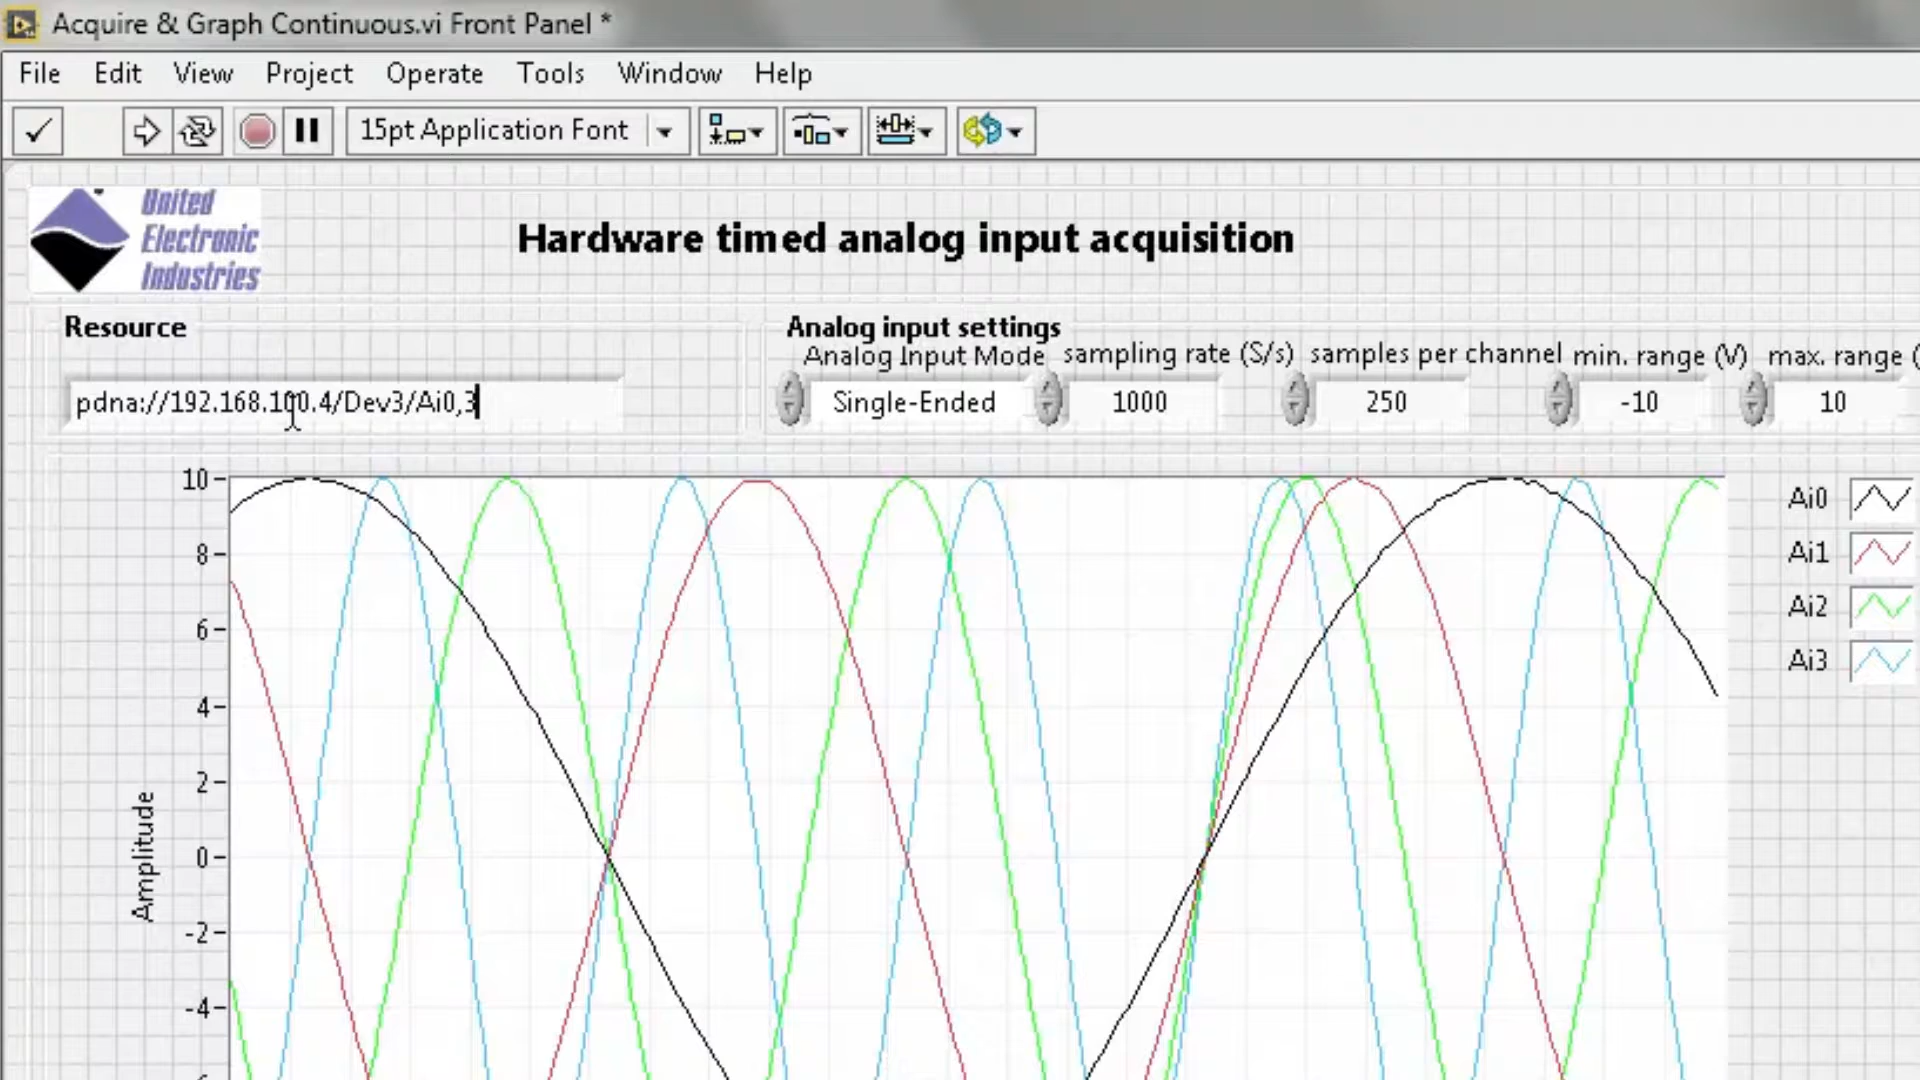 Acquire & Graph Continuous.vi Front Panel *
File Edit View Project Operate Tools Window Help
15pt Application Font
United
Electronic
Industries
Hardware timed analog input acquisition
Resource
Analog input settings
Analog Input Mode sampling rate (S/s) samples per channel min. range (V) max. range (
pdna://192.168.100.4/Dev3/Ai0,3
Single-Ended 1000 250 -10 10
10
8
6
4
2
0
-2
-4
Amplitude
Ai0
Ai1
Ai2
Ai3